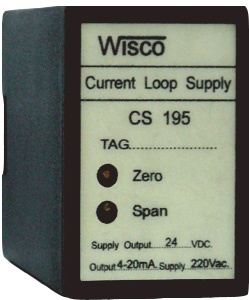 Wisco
Current Loop Supply
CS 195
TAG....................
Zero
Span
Supply Output.....24.....VDC.
Output 4-20mA. Supply 220Vac.